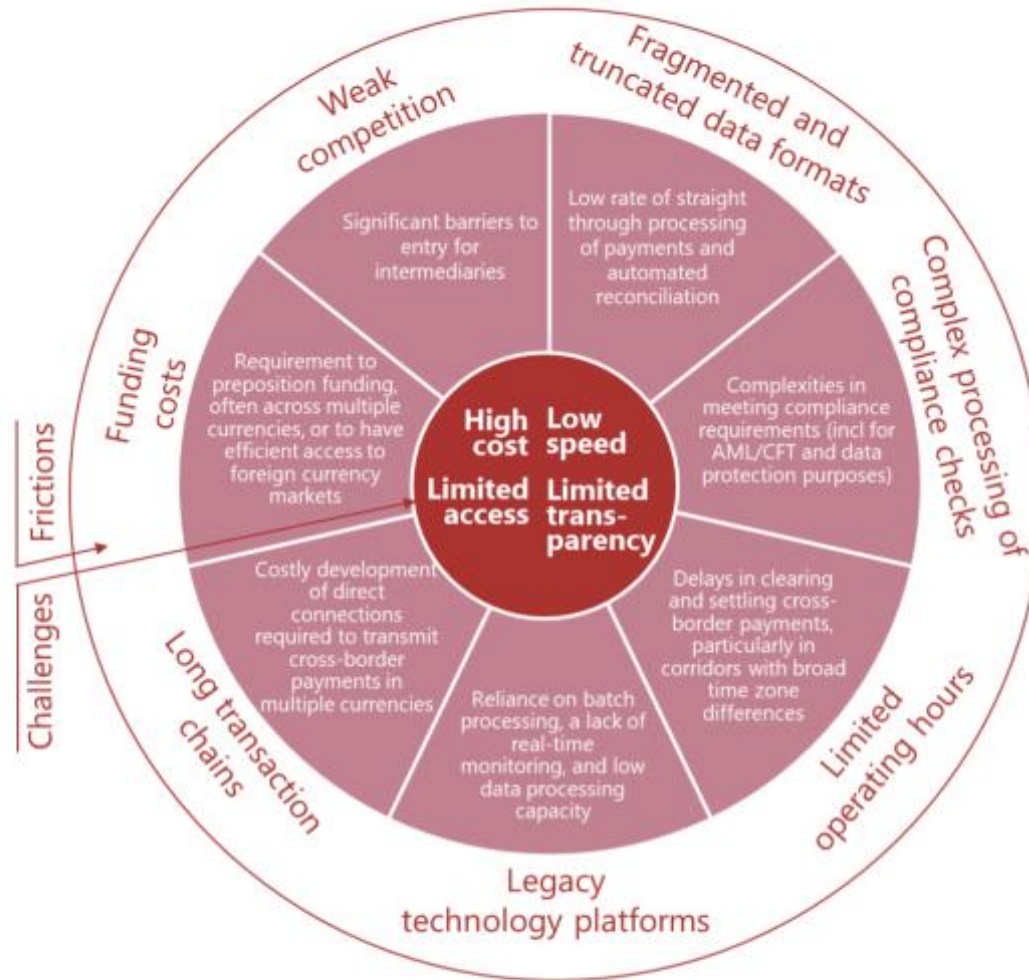 Weak
competition
Fragmented and
truncated data formats
Complex processing of
compliance checks
Limited
operating hours
Legacy
technology platforms
Long transaction
chains
Funding
costs
Significant barriers to
entry for
intermediaries
Low rate of straight
through processing
of payments and
automated
reconciliation
Complexities in
meeting compliance
requirements (incl for
AML/CFT and data
protection purposes)
Delays in clearing
and settling cross-
border payments,
particularly in
corridors with broad
time zone
differences
Reliance on batch
processing, a lack of
real-time
monitoring, and low
data processing
capacity
Costly development
of direct
connections
required to transmit
cross-border
payments in
multiple currencies
Requirement to
preposition funding,
often across multiple
currencies, or to have
efficient access to
foreign currency
markets
High
cost
Low
speed
Limited
access
Limited
trans-
parency
Frictions
Challenges